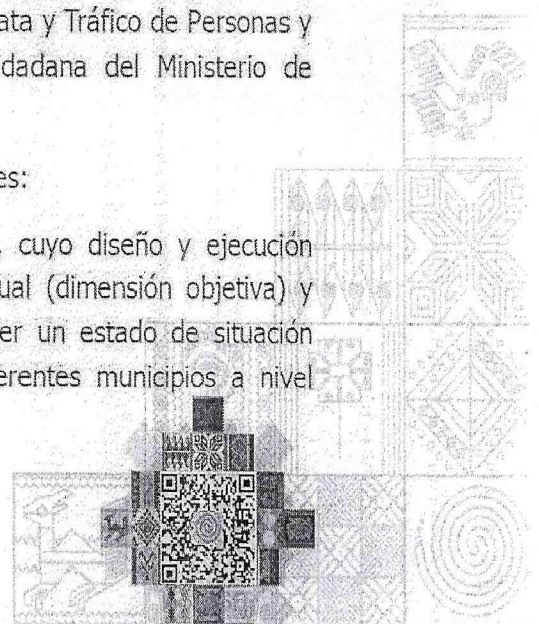 ata y Tráfico de Personas y
dadana del Ministerio de
es:
cuyo diseño y ejecución
ual (dimensión objetiva) y
er un estado de situación
erentes municipios a nivel